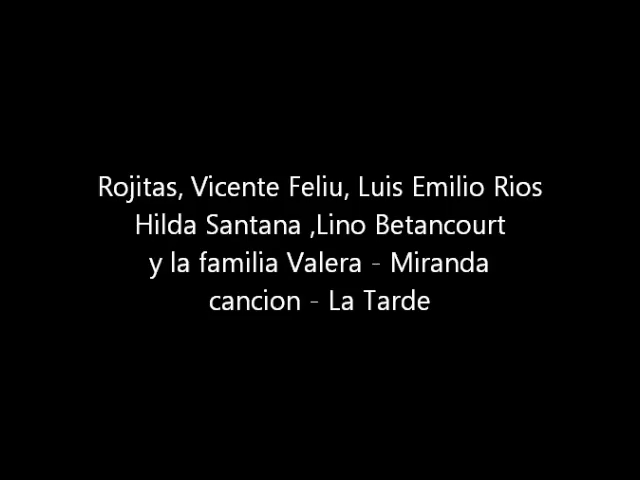 Rojitas, Vicente Feliu, Luis Emilio Rios
Hilda Santana ,Lino Betancourt
y la familia Valera - Miranda
cancion - La Tarde